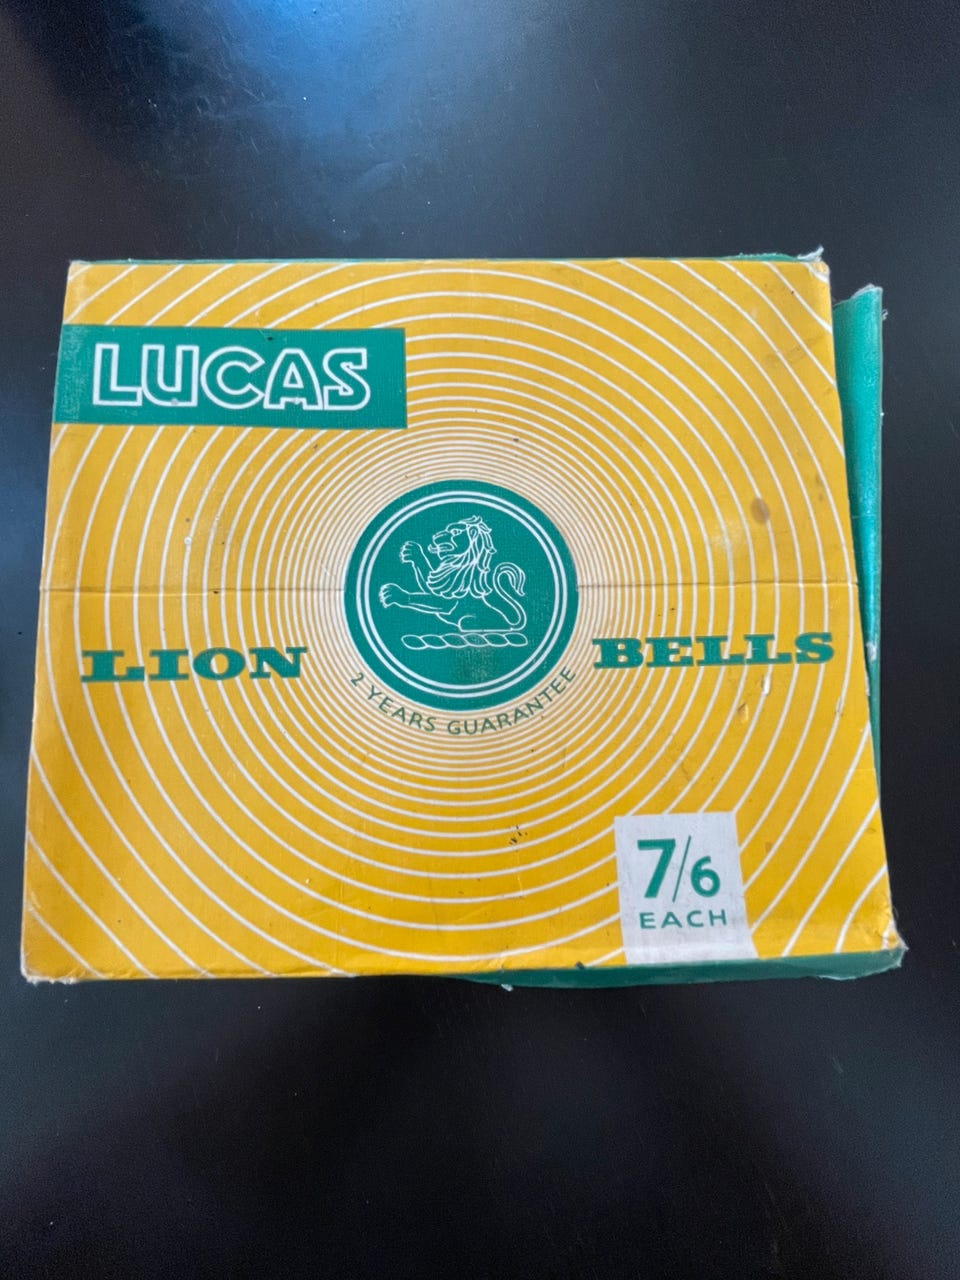 LUCAS
LION BELLS
2 YEARS GUARANTEE
7/6
EACH